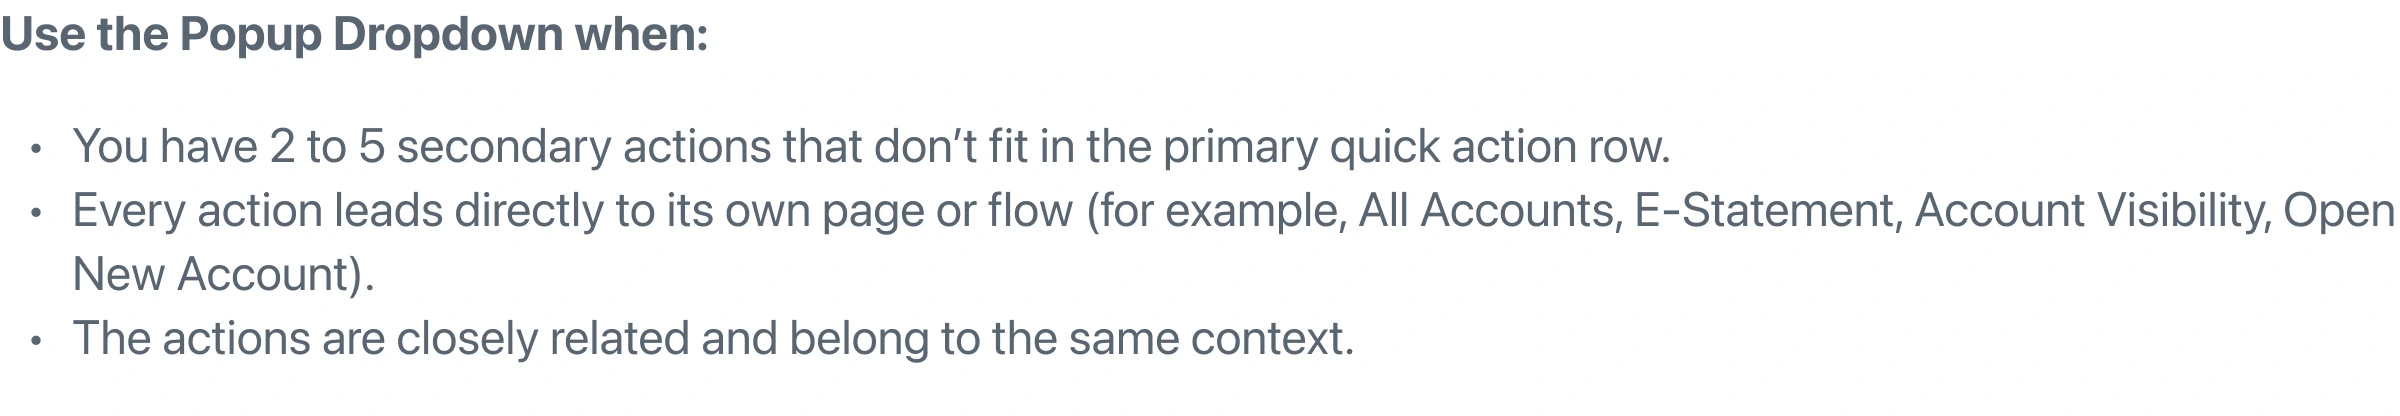 Use the Popup Dropdown when:
• You have 2 to 5 secondary actions that don’t fit in the primary quick action row.
• Every action leads directly to its own page or flow (for example, All Accounts, E-Statement, Account Visibility, Open
New Account).
• The actions are closely related and belong to the same context.